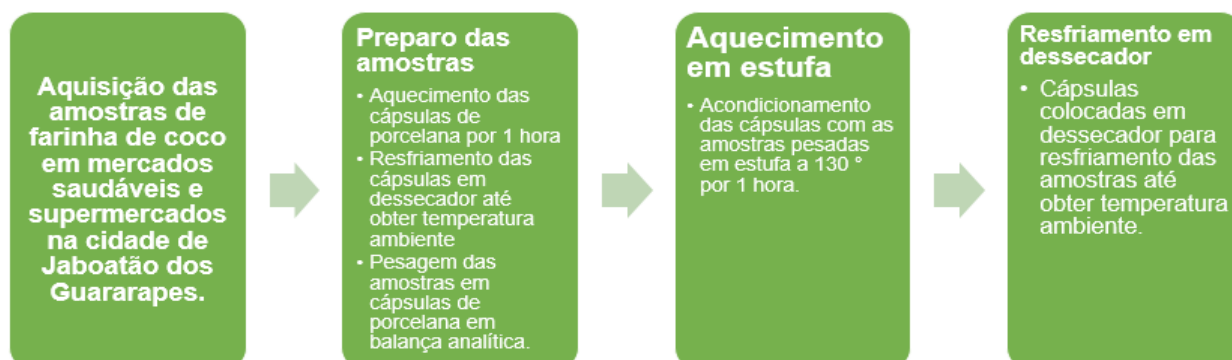 Aquisição das
amostras de
farinha de coco
em mercados
saudáveis e
supermercados
na cidade de
Jaboatão dos
Guararapes.
Preparo das
amostras
• Aquecimento das
cápsulas de
porcelana por 1 hora
• Resfriamento das
cápsulas em
dessecador até
obter temperatura
ambiente
• Pesagem das
amostras em
cápsulas de
porcelana em
balança analítica.
Aquecimento
em estufa
• Acondicionamento
das cápsulas com as
amostras pesadas
em estufa a 130 °
por 1 hora.
Resfriamento em
dessecador
• Cápsulas
colocadas em
dessecador para
resfriamento das
amostras até
obter temperatura
ambiente.